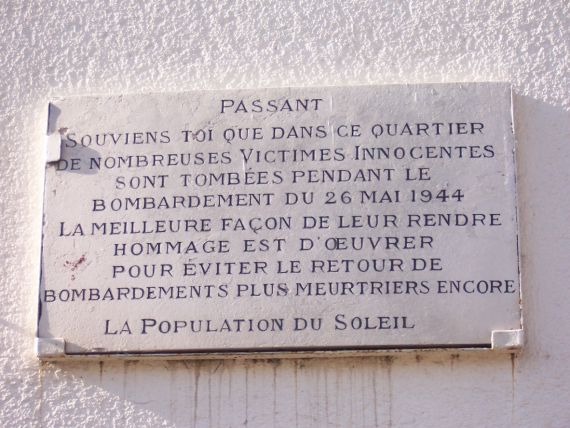 PASSANT
SOUVIENS TOI QUE DANS CE QUARTIER
DE NOMBREUSES VICTIMES INNOCENTES
SONT TOMBÉES PENDANT LE
BOMBARDEMENT DU 26 MAI 1944
LA MEILLEURE FAÇON DE LEUR RENDRE
HOMMAGE EST D'ŒUVRER
POUR ÉVITER LE RETOUR DE
BOMBARDEMENTS PLUS MEURTRIERS ENCORE
LA POPULATION DU SOLEIL